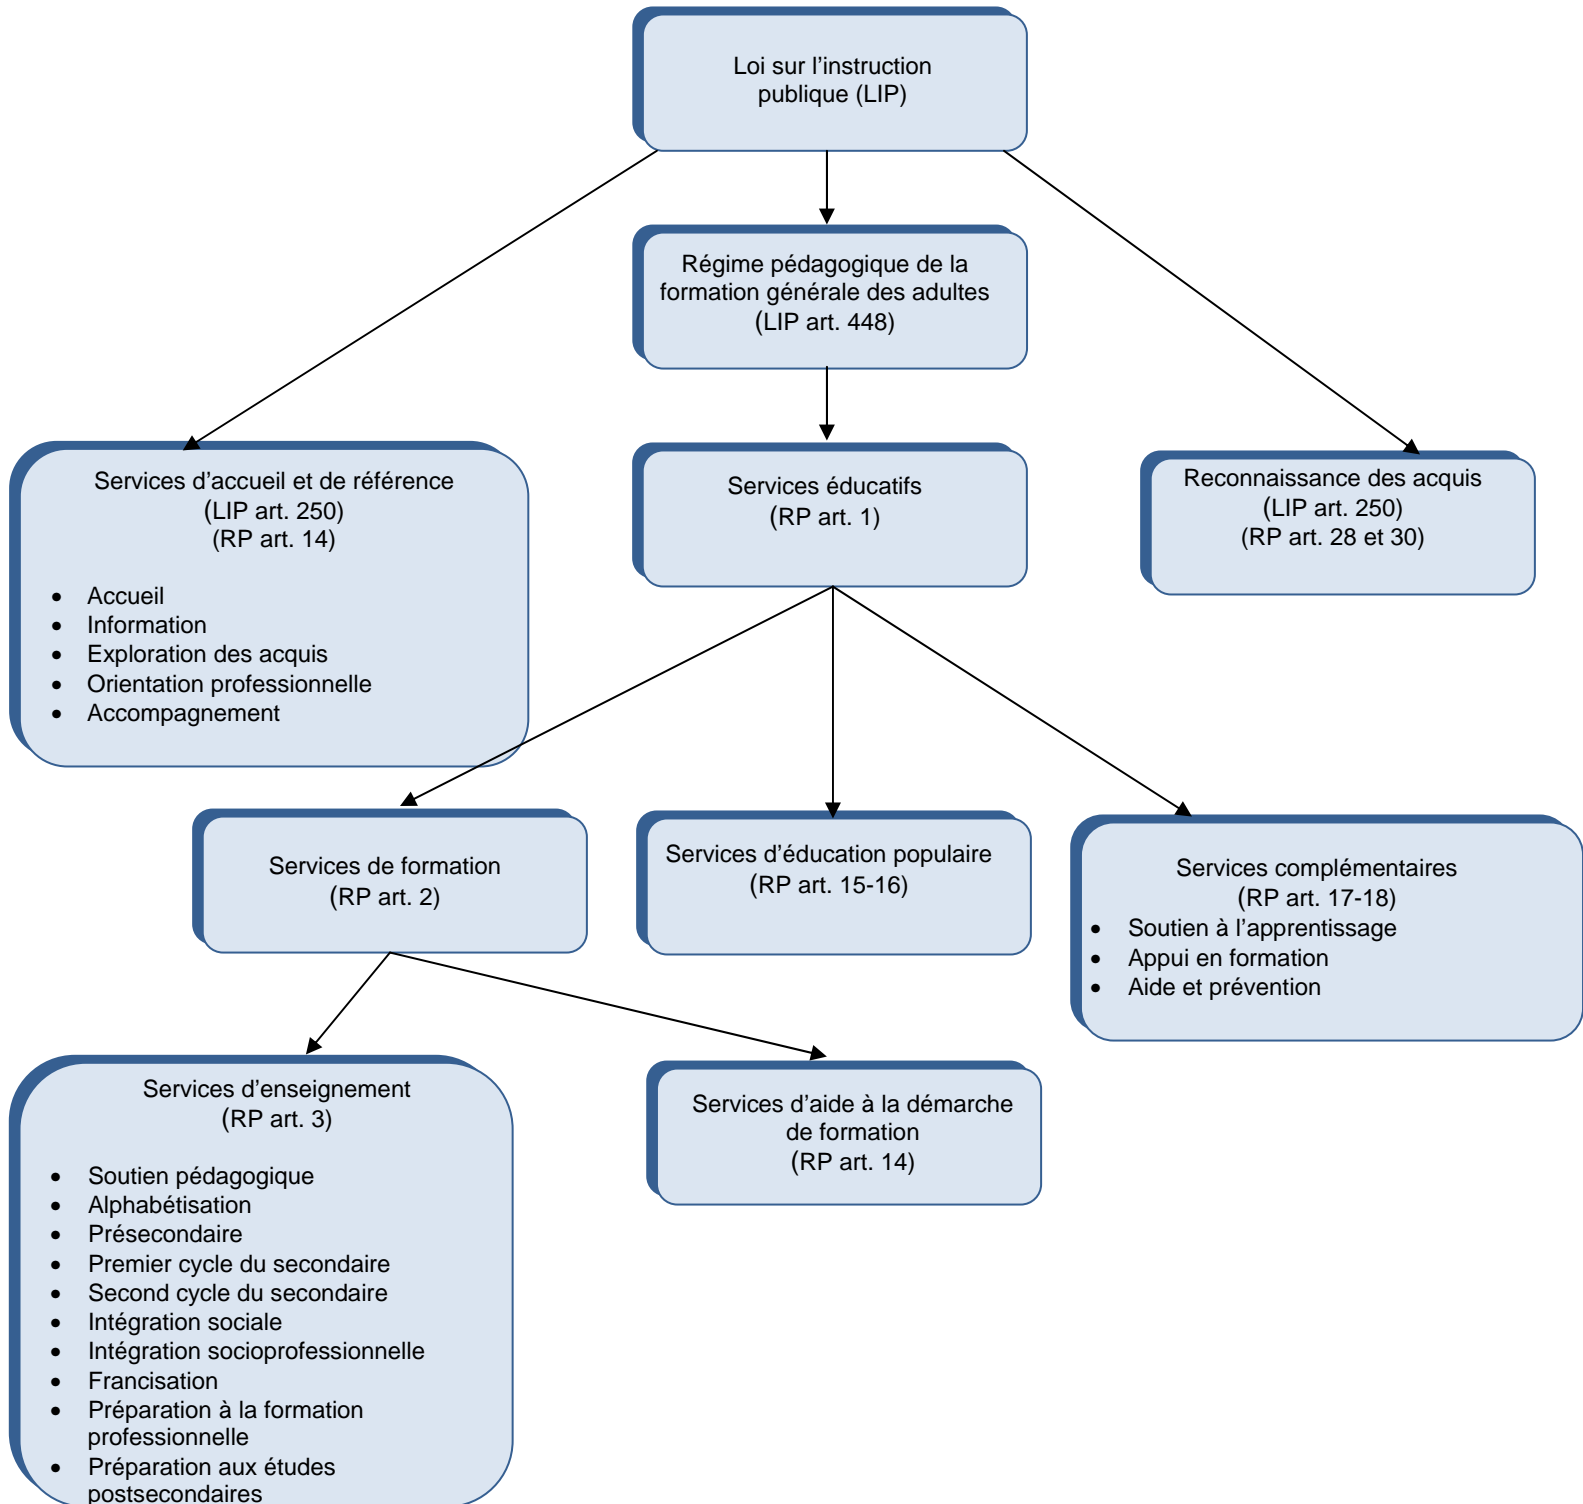 Loi sur l’instruction
publique (LIP)
Régime pédagogique de la
formation générale des adultes
(LIP art. 448)
Services d’accueil et de référence
(LIP art. 250)
(RP art. 14)
• Accueil
• Information
• Exploration des acquis
• Orientation professionnelle
• Accompagnement
Services éducatifs
(RP art. 1)
Reconnaissance des acquis
(LIP art. 250)
(RP art. 28 et 30)
Services de formation
(RP art. 2)
Services d’éducation populaire
(RP art. 15-16)
Services complémentaires
(RP art. 17-18)
• Soutien à l’apprentissage
• Appui en formation
• Aide et prévention
Services d’enseignement
(RP art. 3)
• Soutien pédagogique
• Alphabétisation
• Présecondaire
• Premier cycle du secondaire
• Second cycle du secondaire
• Intégration sociale
• Intégration socioprofessionnelle
• Francisation
• Préparation à la formation
professionnelle
• Préparation aux études
postsecondaires
Services d’aide à la démarche
de formation
(RP art. 14)